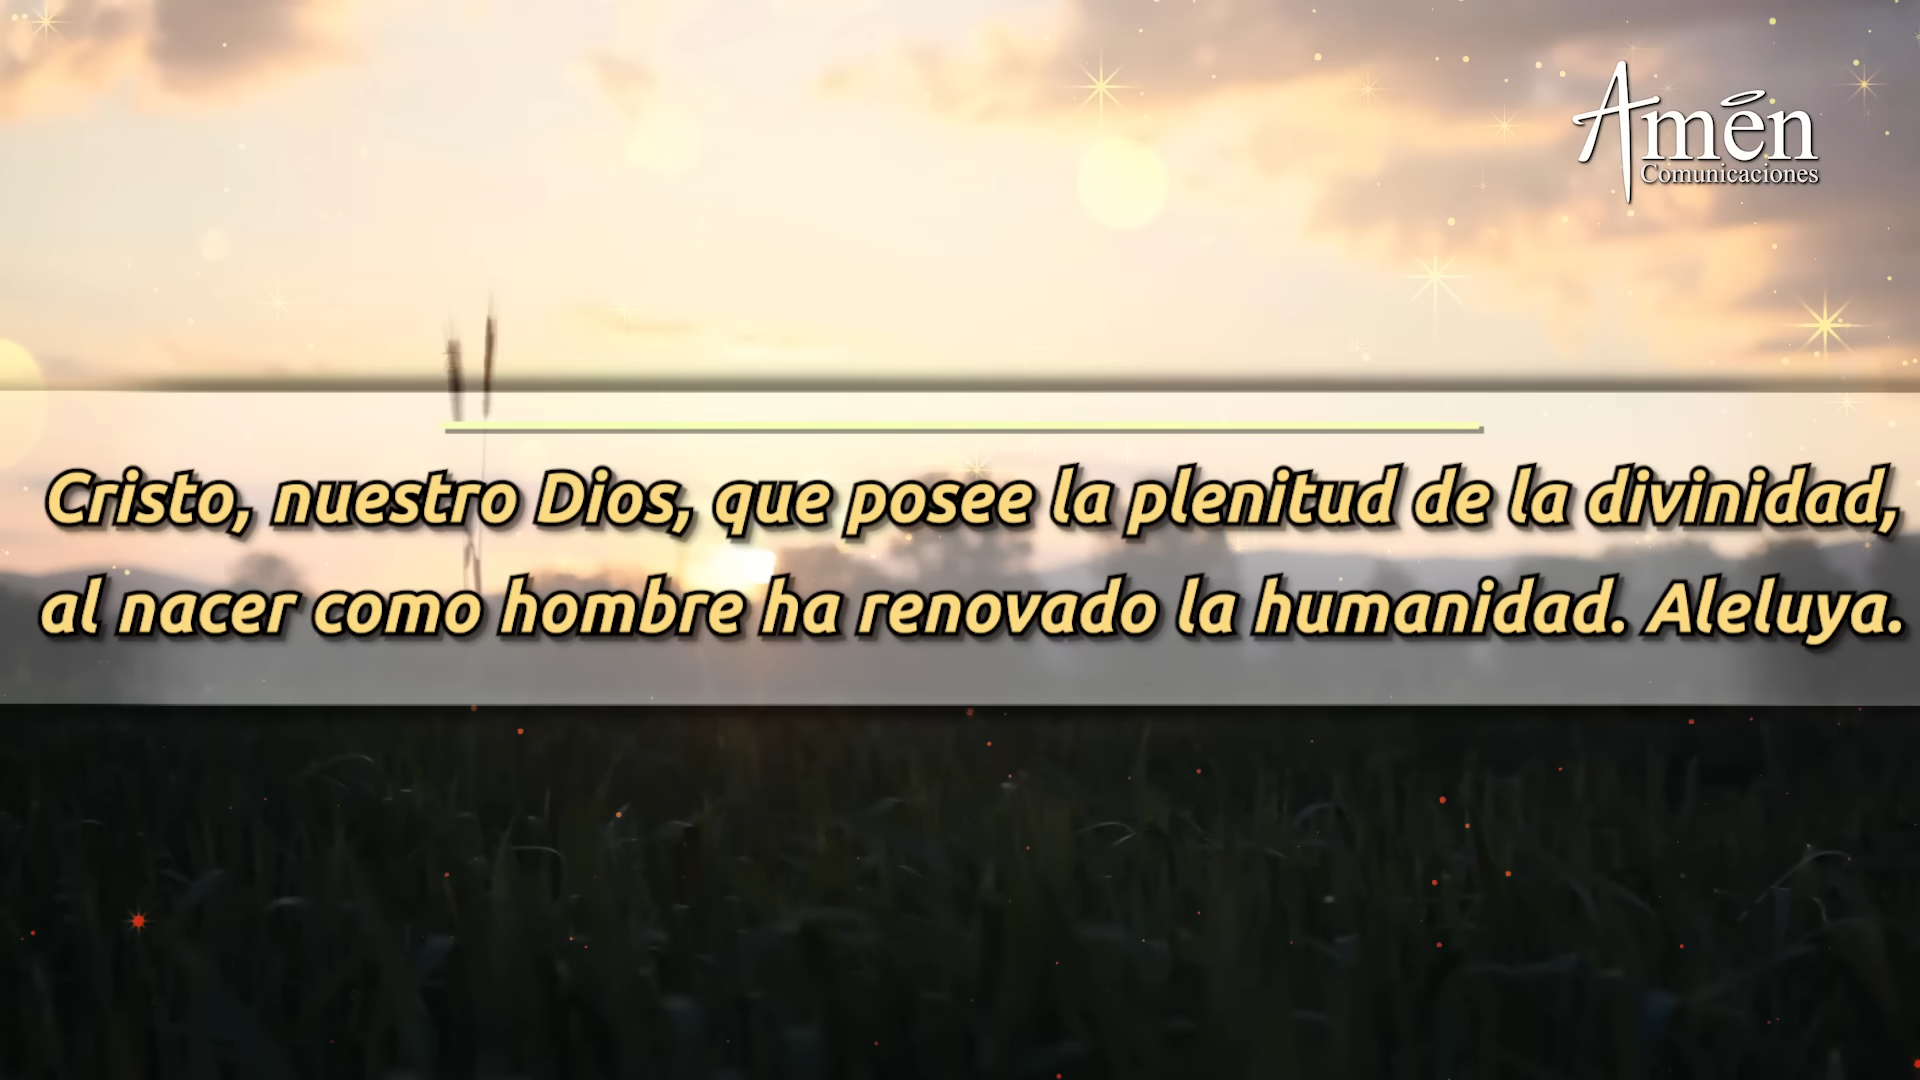 Amén
Comunicaciones
Cristo, nuestro Dios, que posee la plenitud de la divinidad,
al nacer como hombre ha renovado la humanidad. Aleluya.